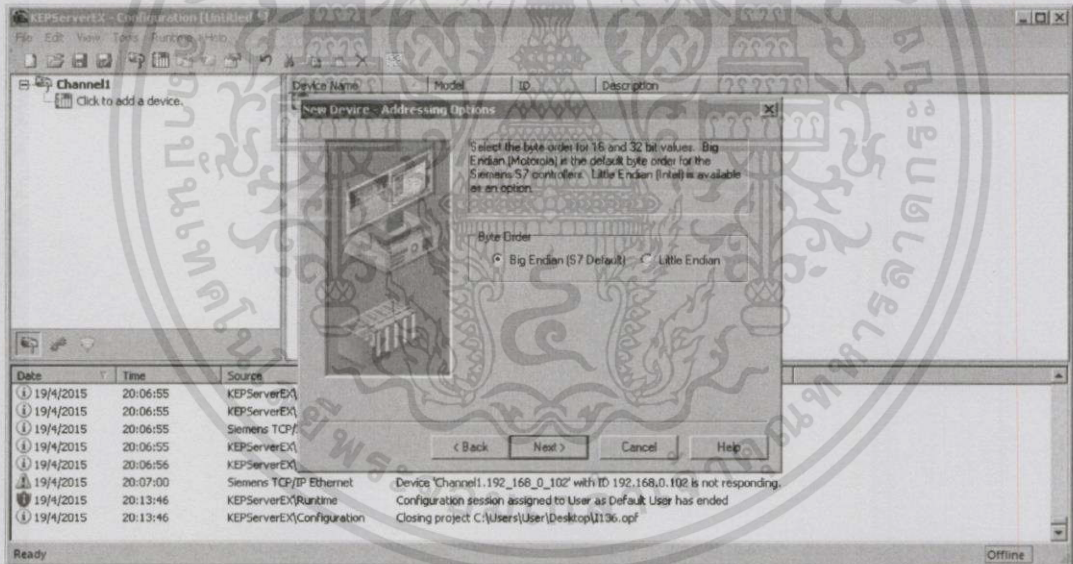 KEPServerEX - Configuration [Untitled *]
File Edit View Tools Runtime Help
Channel1
Click to add a device.
Device Name Model ID Description
New Device - Addressing Options
Select the byte order for 16 and 32 bit values. Big
Endian (Motorola) is the default byte order for the
Siemens S7 controllers. Little Endian (Intel) is available
as an option.
Byte Order
Big Endian (S7 Default) Little Endian
< Back Next > Cancel Help
Date Time Source
19/4/2015 20:06:55 KEPServerEX\
19/4/2015 20:06:55 KEPServerEX\
19/4/2015 20:06:55 Siemens TCP/
19/4/2015 20:06:55 KEPServerEX\
19/4/2015 20:06:56 KEPServerEX\
19/4/2015 20:07:00 Siemens TCP/IP Ethernet Device 'Channel1.192_168_0_102' with ID 192.168.0.102 is not responding.
19/4/2015 20:13:46 KEPServerEX\Runtime Configuration session assigned to User as Default User has ended
19/4/2015 20:13:46 KEPServerEX\Configuration Closing project C:\Users\User\Desktop\I136.opf
Ready Offline